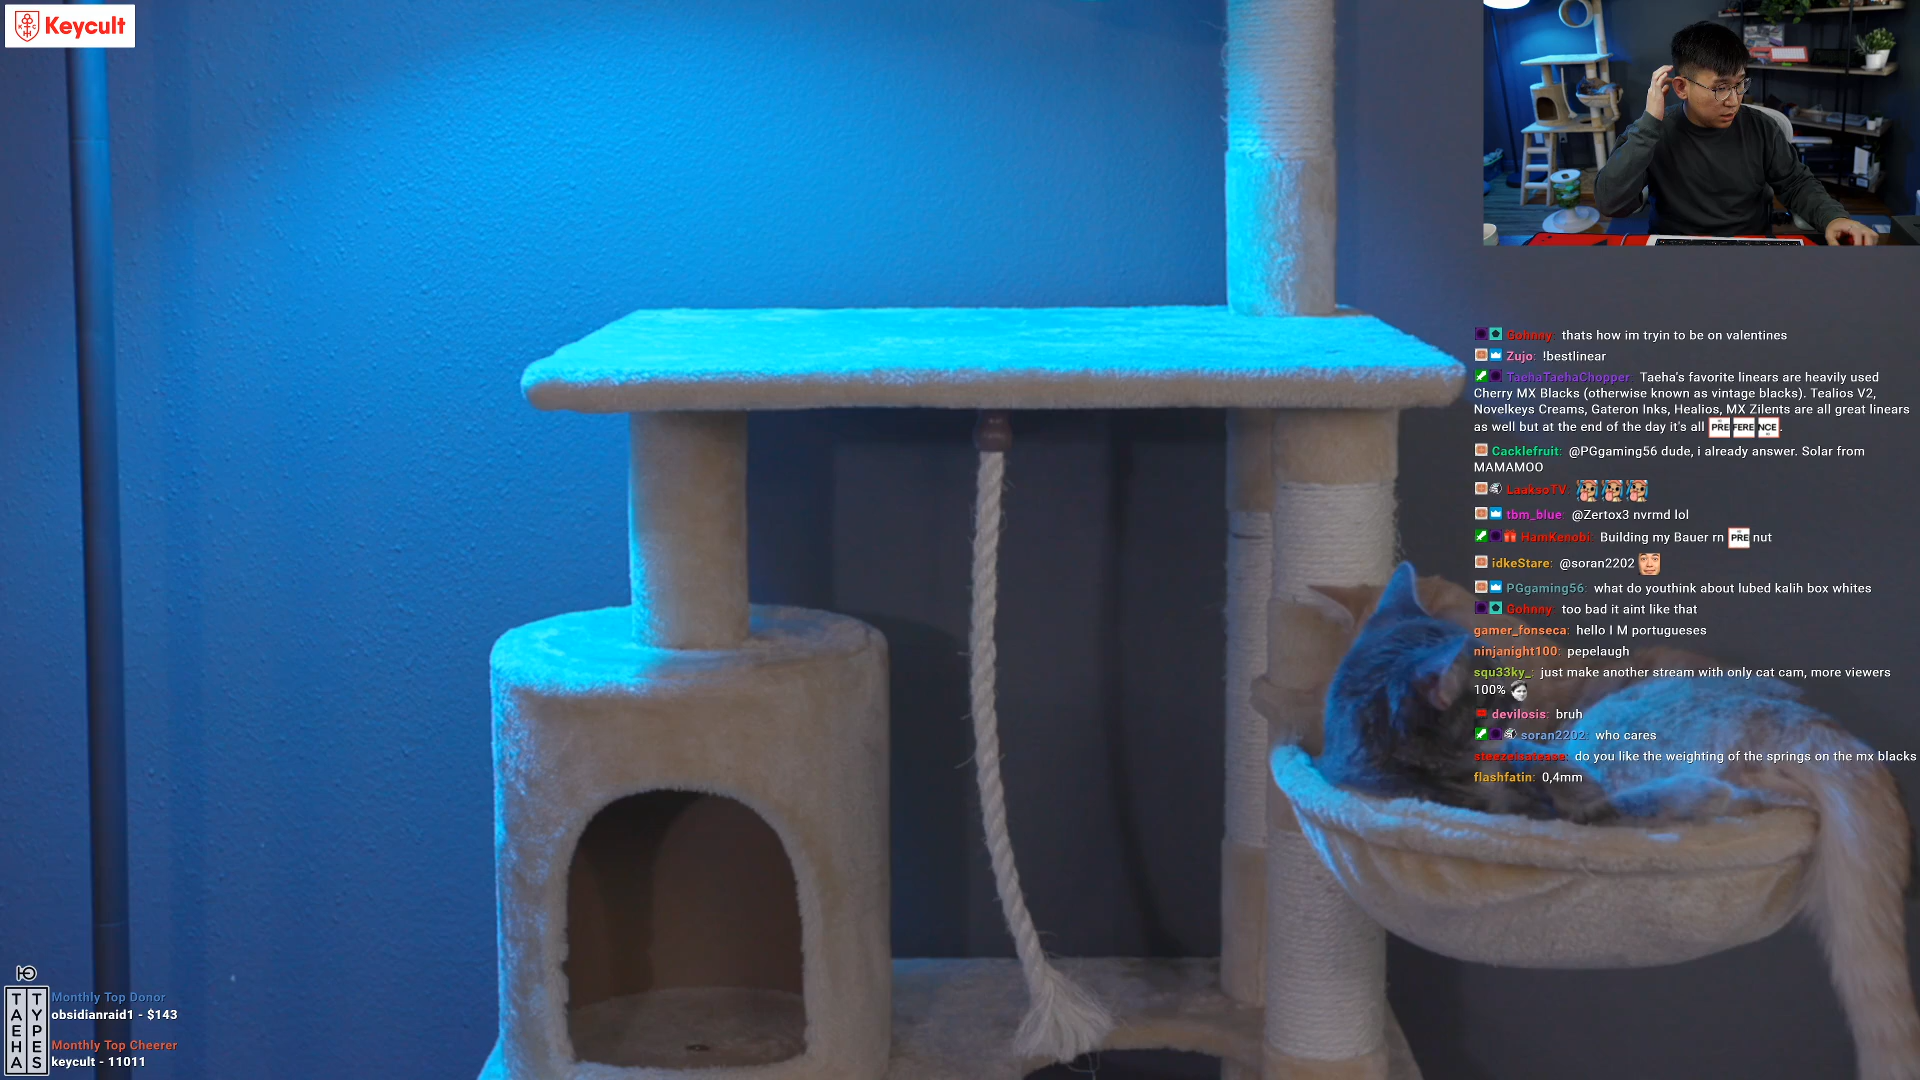 Keycult
Gohnny: thats how im tryin to be on valentines
Zujo: !bestlinear
TaehaTaehaChopper: Taeha's favorite linears are heavily used
Cherry MX Blacks (otherwise known as vintage blacks). Tealios V2,
Novelkeys Creams, Gateron Inks, Healios, MX Zilents are all great linears
as well but at the end of the day it's all PRE FERE NCE.
Cacklefruit: @PGgaming56 dude, i already answer. Solar from
MAMAMOO
LaaksoTV:
tbm_blue: @Zertox3 nvrmd lol
HamKenobi: Building my Bauer rn PRE nut
idkeStare: @soran2202
PGgaming56: what do youthink about lubed kalih box whites
Gohnny: too bad it aint like that
gamer_fonseca: hello I M portugueses
ninjanight100: pepelaugh
squ33ky_: just make another stream with only cat cam, more viewers
100%
devilosis: bruh
soran2202: who cares
do you like the weighting of the springs on the mx blacks
flashfatin: 0,4mm
TAEHA
TYPES
Monthly Top Donor
obsidianraid1 - $143
Monthly Top Cheerer
keycult - 11011